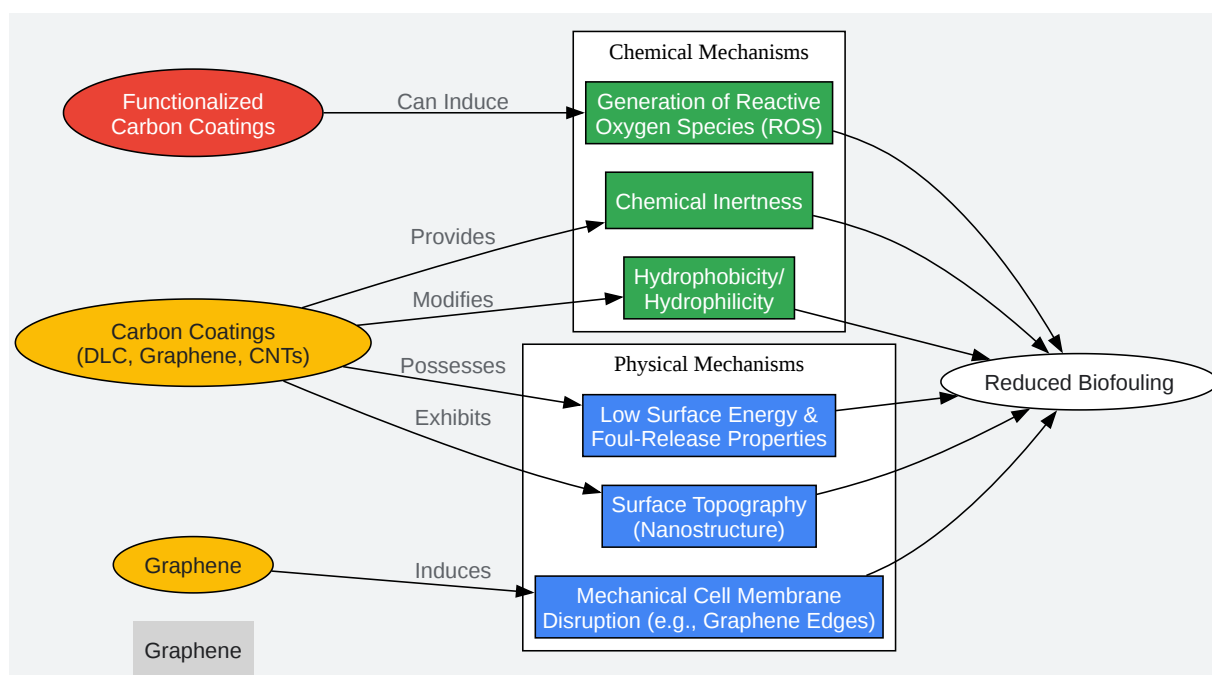 Chemical Mechanisms
Functionalized
Carbon Coatings
Can Induce
Generation of Reactive
Oxygen Species (ROS)
Chemical Inertness
Provides
Hydrophobicity/
Hydrophilicity
Modifies
Carbon Coatings
(DLC, Graphene, CNTs)
Physical Mechanisms
Possesses
Reduced Biofouling
Low Surface Energy &
Foul-Release Properties
Exhibits
Surface Topography
(Nanostructure)
Graphene
Induces
Mechanical Cell Membrane
Disruption (e.g., Graphene Edges)
Graphene